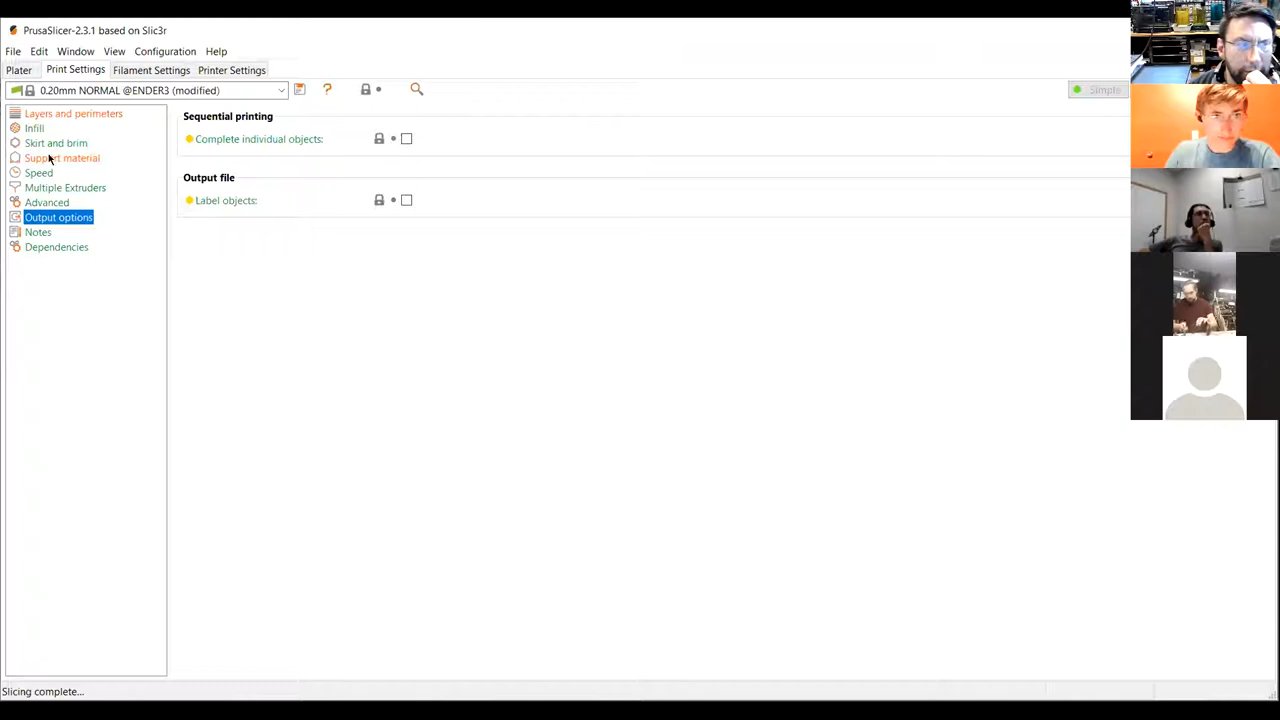 PrusaSlicer-2.3.1 based on Slic3r
File Edit Window View Configuration Help
Plater Print Settings Filament Settings Printer Settings
0.20mm NORMAL @ENDER3 (modified)
Simple
Layers and perimeters
Infill
Skirt and brim
Support material
Speed
Multiple Extruders
Advanced
Output options
Notes
Dependencies
Sequential printing
Complete individual objects:
Output file
Label objects:
Slicing complete...